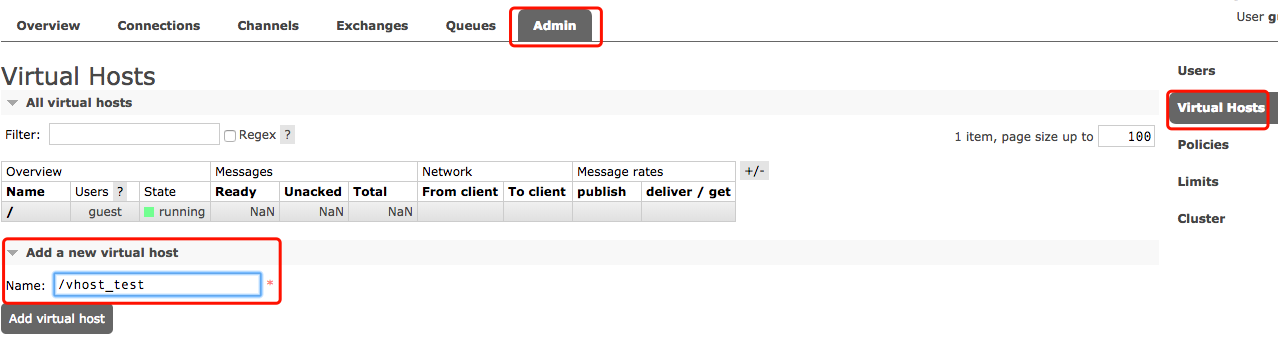 User g
Overview Connections Channels Exchanges Queues Admin
Virtual Hosts
All virtual hosts
Filter: Regex ? 1 item, page size up to 100
Overview Messages Network Message rates +/-
Name Users ? State Ready Unacked Total From client To client publish deliver / get
/ guest running NaN NaN NaN
Add a new virtual host
Name: /vhost_test *
Add virtual host
Users
Virtual Hosts
Policies
Limits
Cluster